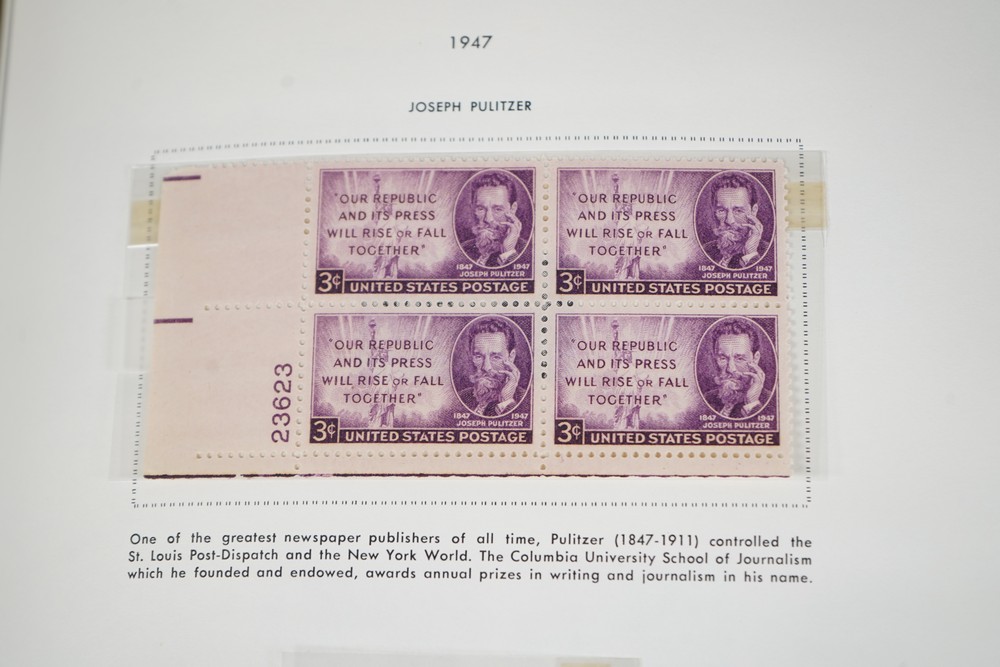 1947
JOSEPH PULITZER
"OUR REPUBLIC
AND ITS PRESS
WILL RISE OR FALL
TOGETHER"
1847 1947
JOSEPH PULITZER
3¢ UNITED STATES POSTAGE
"OUR REPUBLIC
AND ITS PRESS
WILL RISE OR FALL
TOGETHER"
1847 1947
JOSEPH PULITZER
3¢ UNITED STATES POSTAGE
"OUR REPUBLIC
AND ITS PRESS
WILL RISE OR FALL
TOGETHER"
1847 1947
JOSEPH PULITZER
3¢ UNITED STATES POSTAGE
"OUR REPUBLIC
AND ITS PRESS
WILL RISE OR FALL
TOGETHER"
1847 1947
JOSEPH PULITZER
3¢ UNITED STATES POSTAGE
23623
One of the greatest newspaper publishers of all time, Pulitzer (1847-1911) controlled the
St. Louis Post-Dispatch and the New York World. The Columbia University School of Journalism
which he founded and endowed, awards annual prizes in writing and journalism in his name.